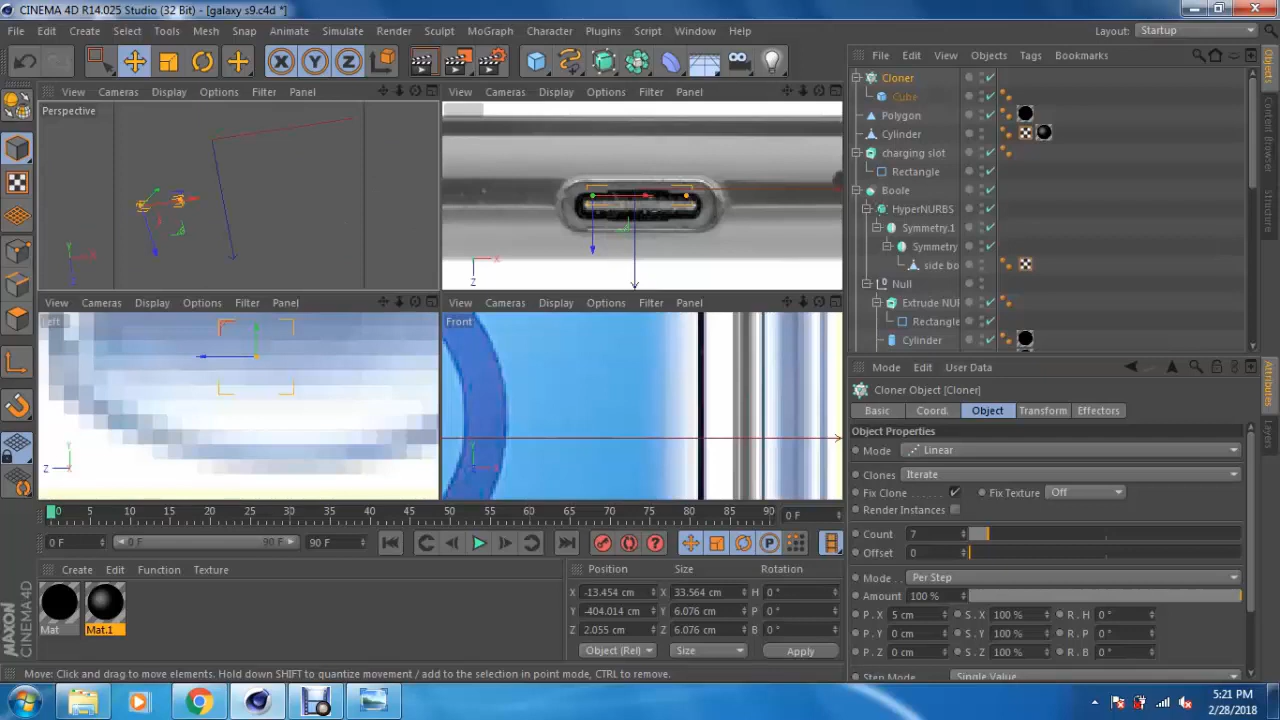 CINEMA 4D R14.025 Studio (32 Bit) - [galaxy s9.c4d *]
File Edit Create Select Tools Mesh Snap Animate Simulate Render Sculpt MoGraph Character Plugins Script Window Help
Layout: Startup
X Y Z
File Edit View Objects Tags Bookmarks
View Cameras Display Options Filter Panel
View Cameras Display Options Filter Panel
Perspective
Y X Z
X Z
Cloner
Cube
Polygon
Cylinder
charging slot
Rectangle
Boole
HyperNURBS
Symmetry.1
Symmetry
side bo
Null
Extrude NUI
Rectangle
Cylinder
Objects
Content Browser
Structure
View Cameras Display Options Filter Panel
View Cameras Display Options Filter Panel
Left
Front
Y Z X
Y X
Mode Edit User Data
Cloner Object [Cloner]
Basic Coord. Object Transform Effectors
Object Properties
Mode Linear
Clones Iterate
Fix Clone Fix Texture Off
Render Instances
Count 7
Offset 0
Mode Per Step
Amount 100 %
P . X 5 cm S . X 100 % R . H 0 °
P . Y 0 cm S . Y 100 % R . P 0 °
P . Z 0 cm S . Z 100 % R . B 0 °
Step Mode Single Value
Attributes
Layers
0 5 10 15 20 25 30 35 40 45 50 55 60 65 70 75 80 85 90 0 F
0 F 0 F 90 F 90 F
Create Edit Function Texture
Mat Mat.1
Position Size Rotation
X -13.454 cm X 33.564 cm H 0 °
Y -404.014 cm Y 6.076 cm P 0 °
Z 2.055 cm Z 6.076 cm B 0 °
Object (Rel) Size Apply
MAXON CINEMA 4D
Move: Click and drag to move elements. Hold down SHIFT to quantize movement / add to the selection in point mode, CTRL to remove.
5:21 PM
2/28/2018